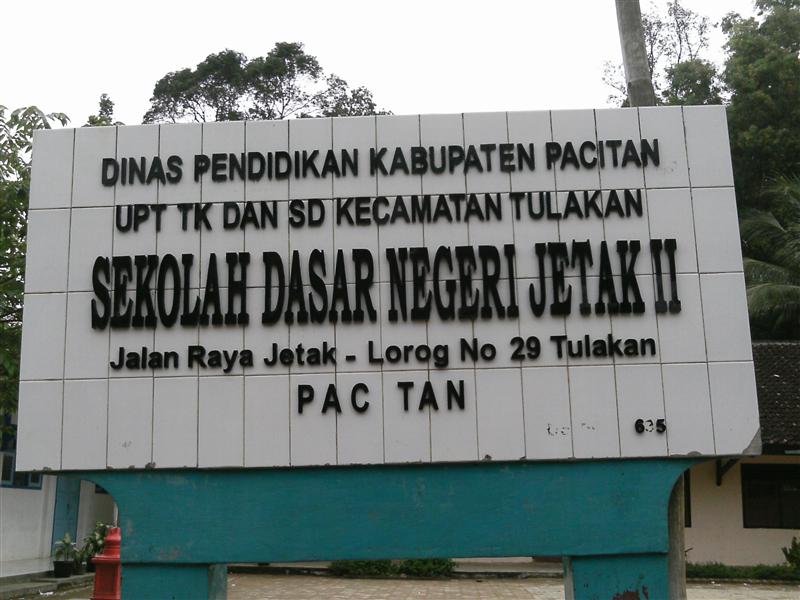 DINAS PENDIDIKAN KABUPATEN PACITAN
UPT TK DAN SD KECAMATAN TULAKAN
SEKOLAH DASAR NEGERI JETAK II
Jalan Raya Jetak - Lorog No 29 Tulakan
PAC TAN
635